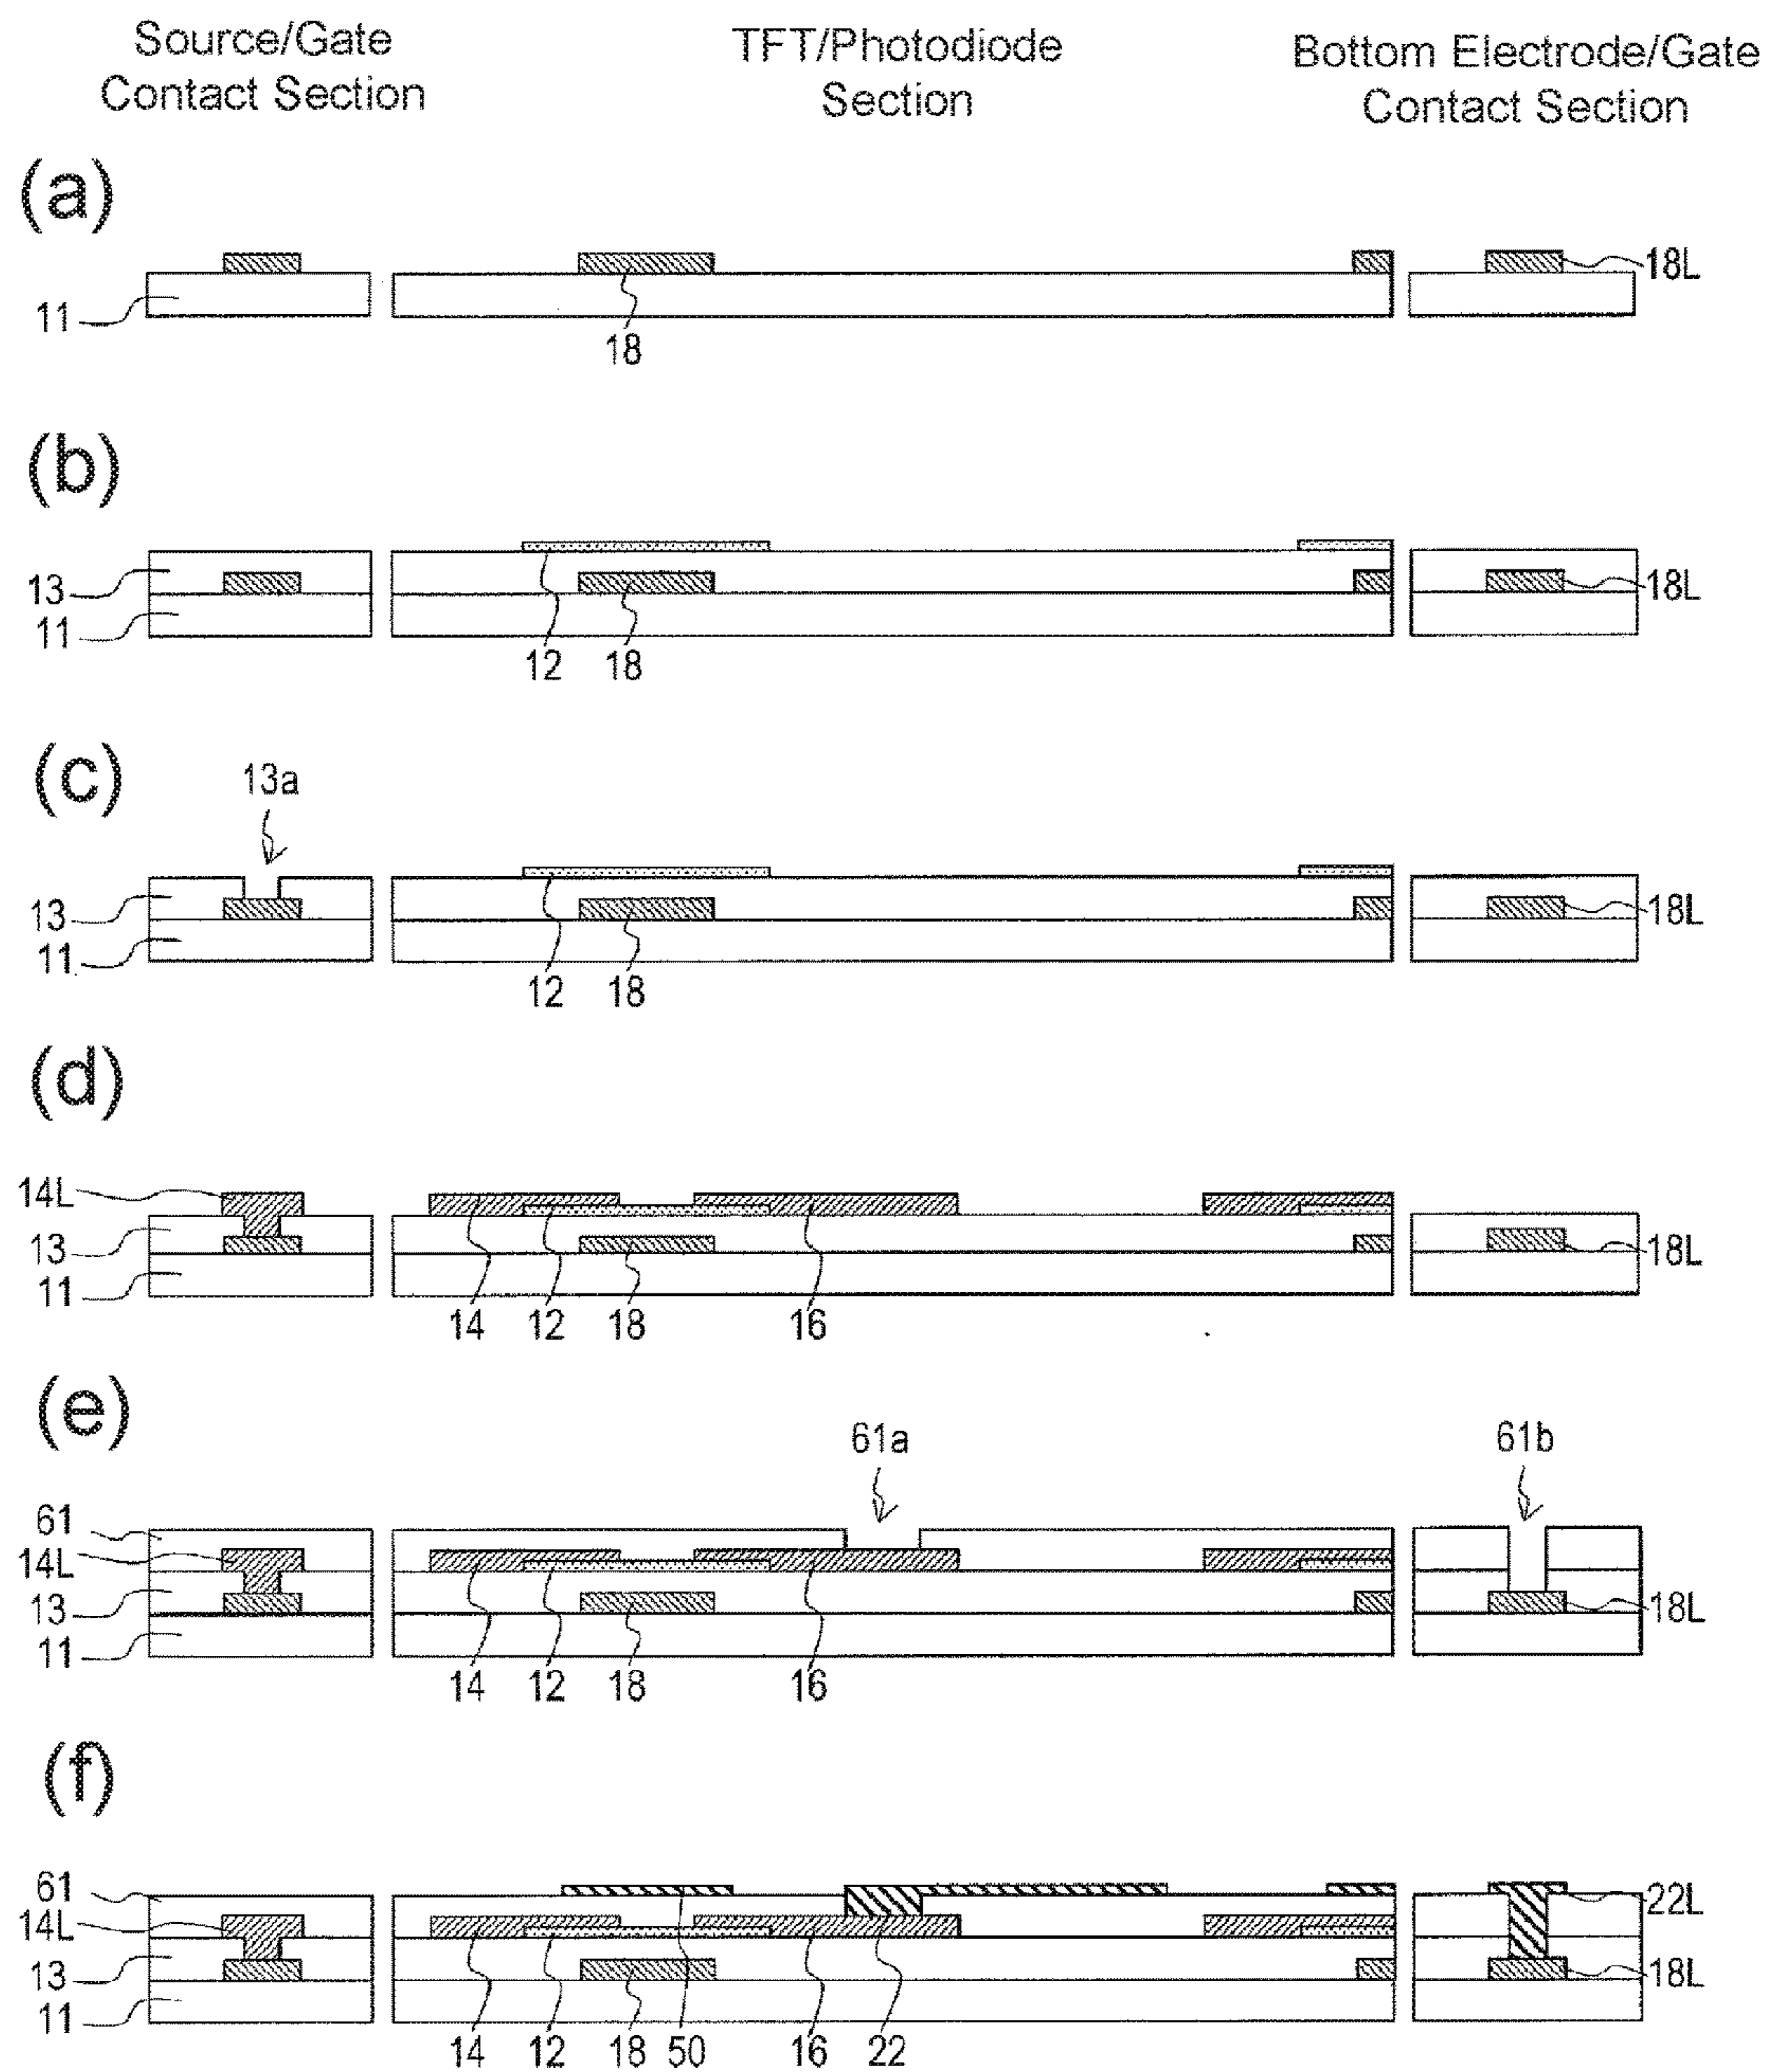 Source/Gate
Contact Section
TFT/Photodiode
Section
Bottom Electrode/Gate
Contact Section
(a)
18L
11
18
(b)
13
18L
11
12 18
(c)
13a
13
18L
11
12 18
(d)
14L
13
18L
11
14 12 18 16
(e)
61a
61b
61
14L
13
18L
11
14 12 18 16
(f)
61
22L
14L
13
18L
11
14 12 18 50 16 22